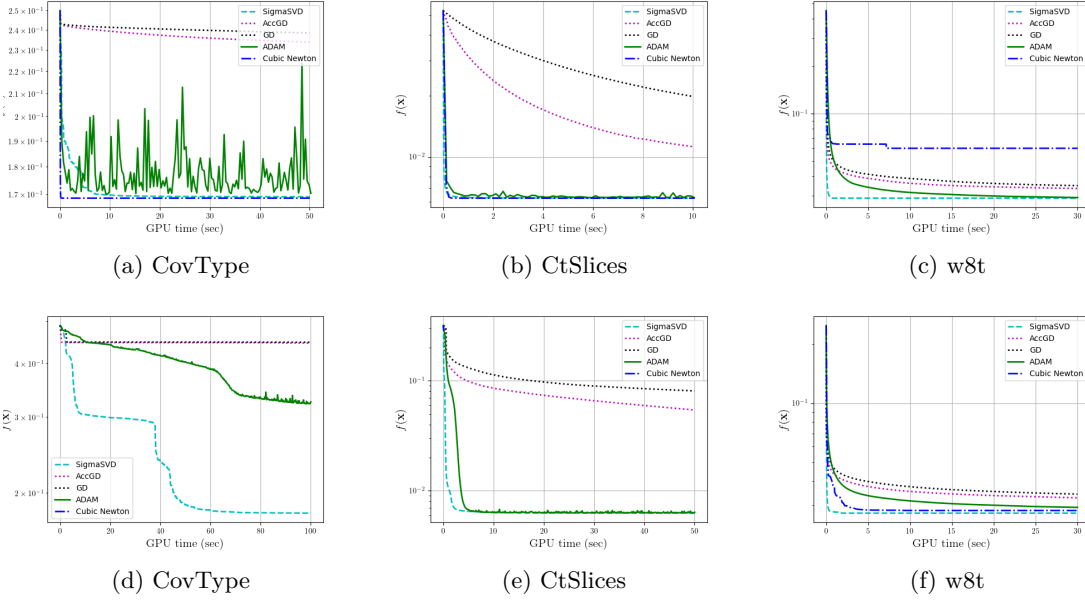 2.5 × 10⁻¹
2.4 × 10⁻¹
2.3 × 10⁻¹
2.2 × 10⁻¹
2.1 × 10⁻¹
2 × 10⁻¹
1.9 × 10⁻¹
1.8 × 10⁻¹
1.7 × 10⁻¹
SigmaSVD
AccGD
GD
ADAM
Cubic Newton
0 10 20 30 40 50
GPU time (sec)
(a) CovType
f(x)
10⁻²
SigmaSVD
AccGD
GD
ADAM
Cubic Newton
0 2 4 6 8 10
GPU time (sec)
(b) CtSlices
f(x)
10⁻¹
SigmaSVD
AccGD
GD
ADAM
Cubic Newton
0 5 10 15 20 25 30
GPU time (sec)
(c) w8t
f(x)
4 × 10⁻¹
3 × 10⁻¹
2 × 10⁻¹
SigmaSVD
AccGD
GD
ADAM
Cubic Newton
0 20 40 60 80 100
GPU time (sec)
(d) CovType
f(x)
10⁻¹
10⁻²
SigmaSVD
AccGD
GD
ADAM
Cubic Newton
0 10 20 30 40 50
GPU time (sec)
(e) CtSlices
f(x)
10⁻¹
SigmaSVD
AccGD
GD
ADAM
Cubic Newton
0 5 10 15 20 25 30
GPU time (sec)
(f) w8t